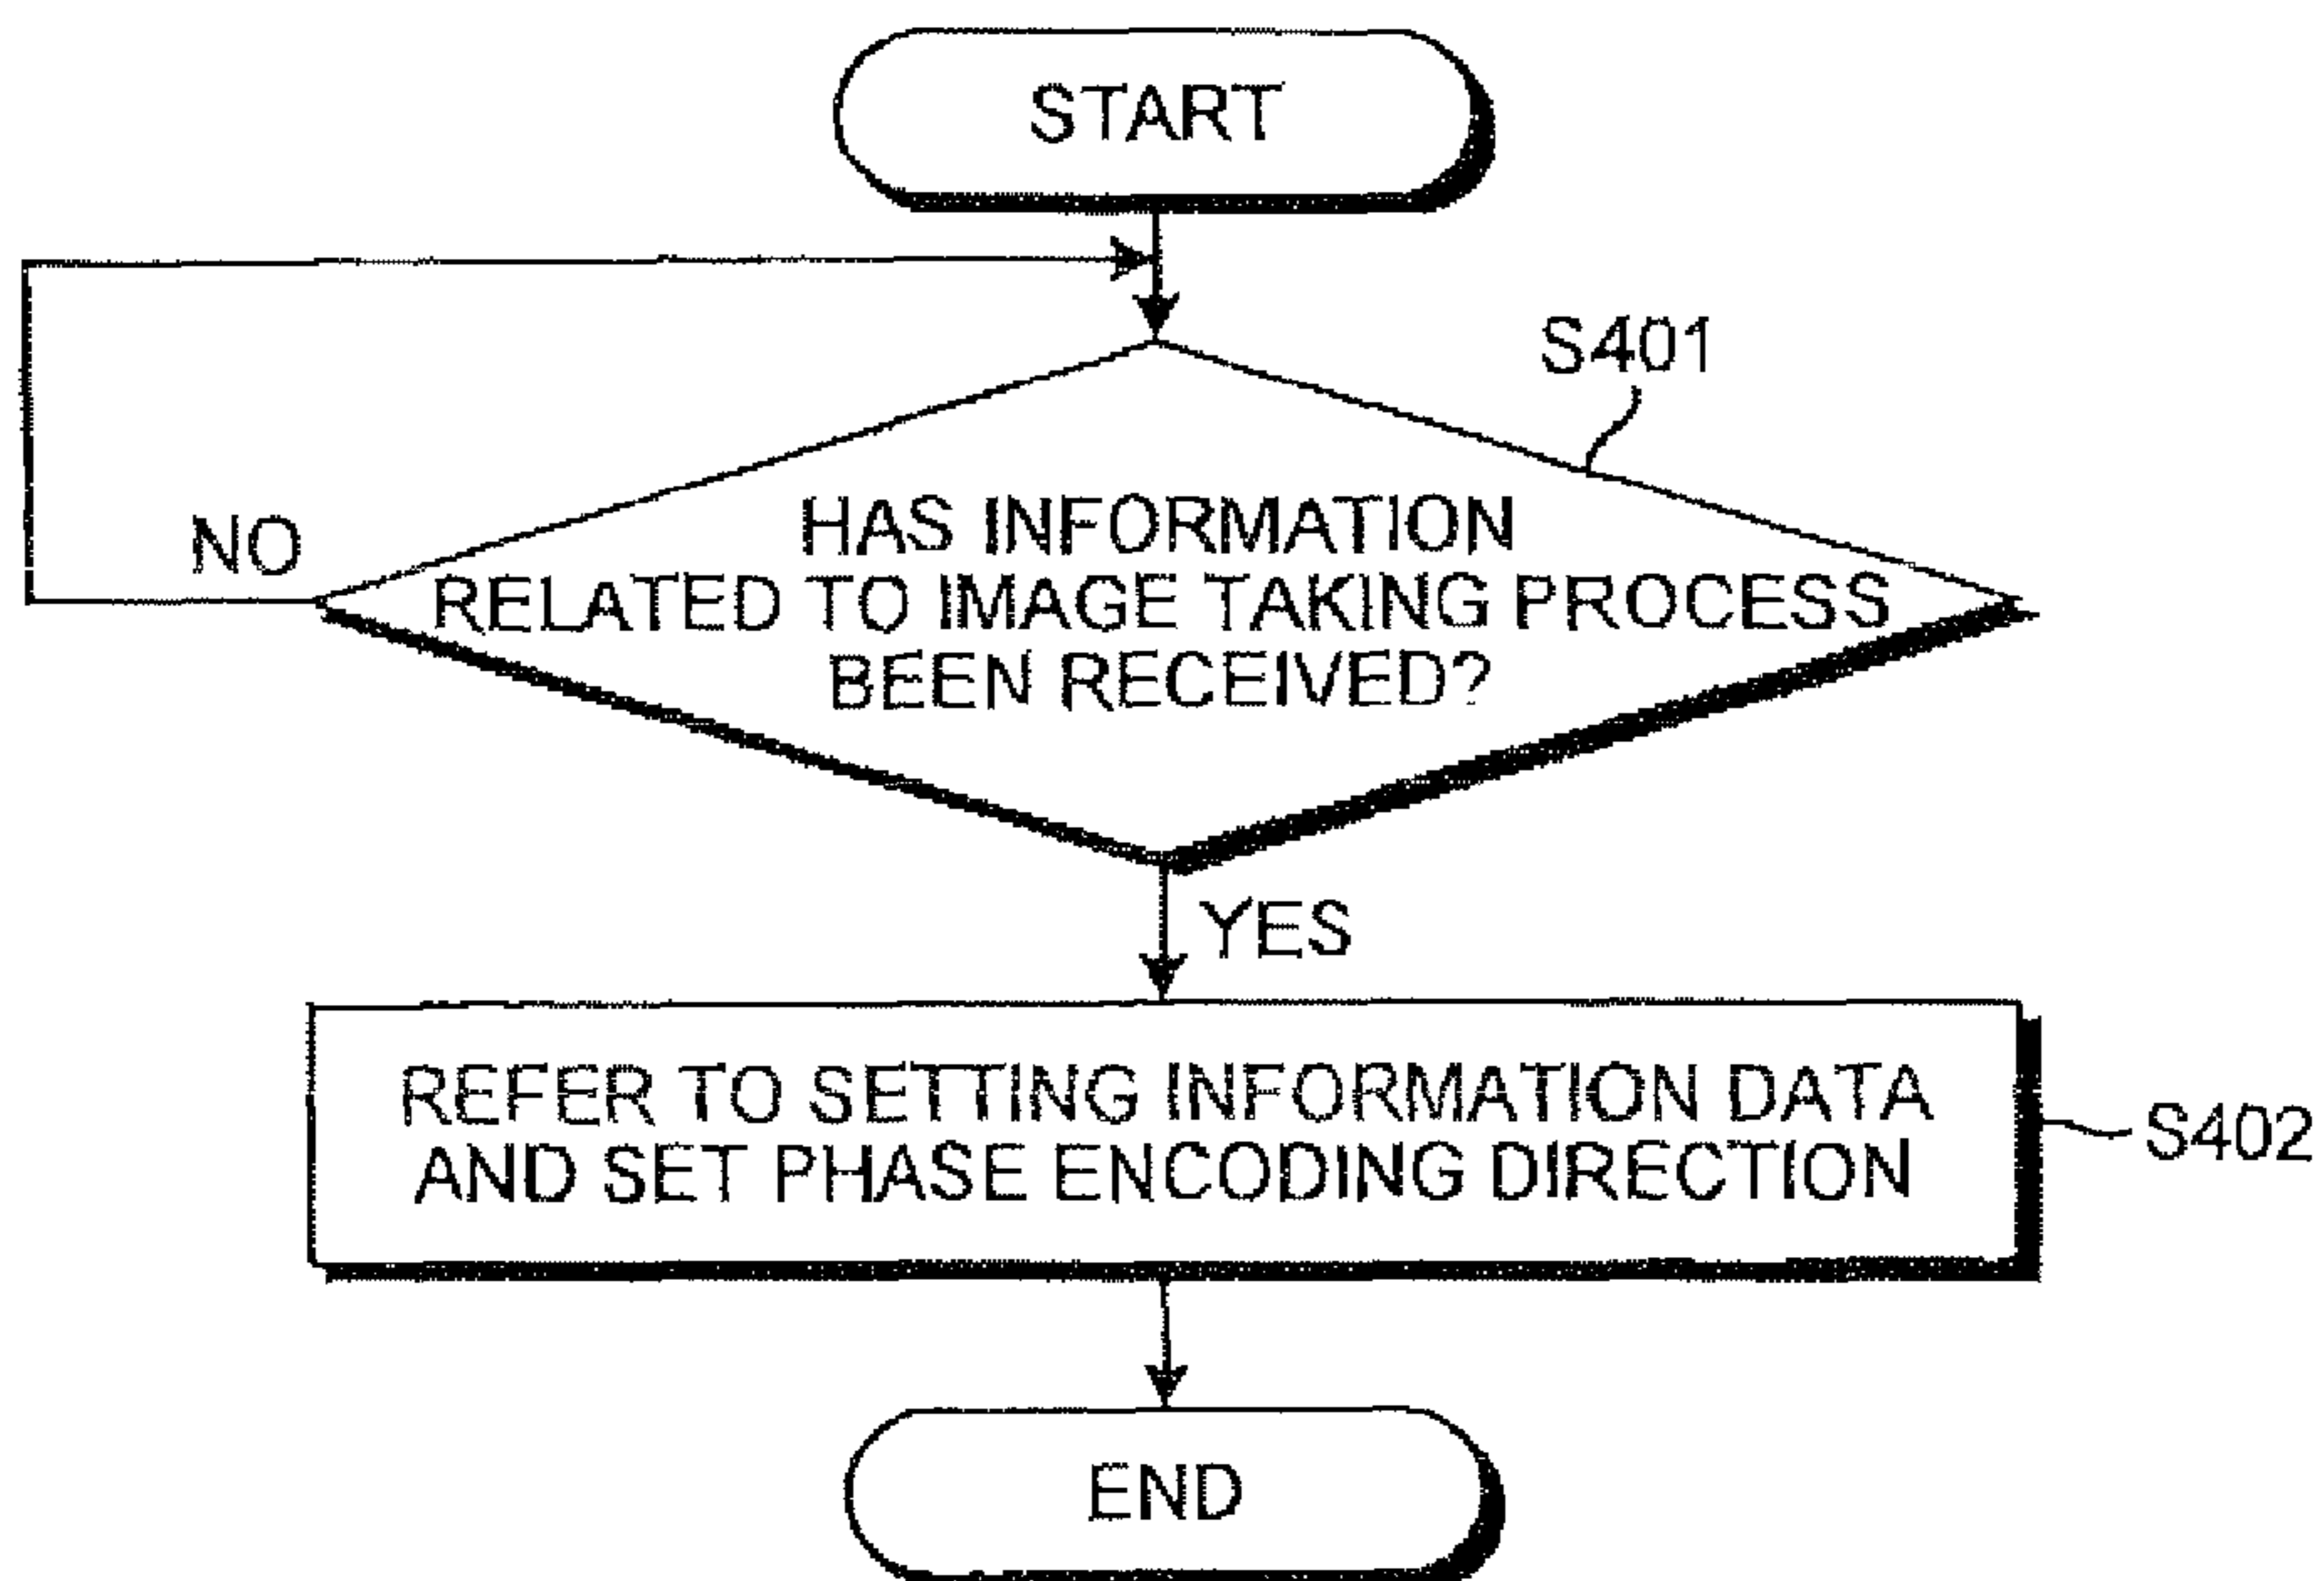 START
S401
HAS INFORMATION
RELATED TO IMAGE TAKING PROCESS
BEEN RECEIVED?
NO
YES
REFER TO SETTING INFORMATION DATA
AND SET PHASE ENCODING DIRECTION
S402
END